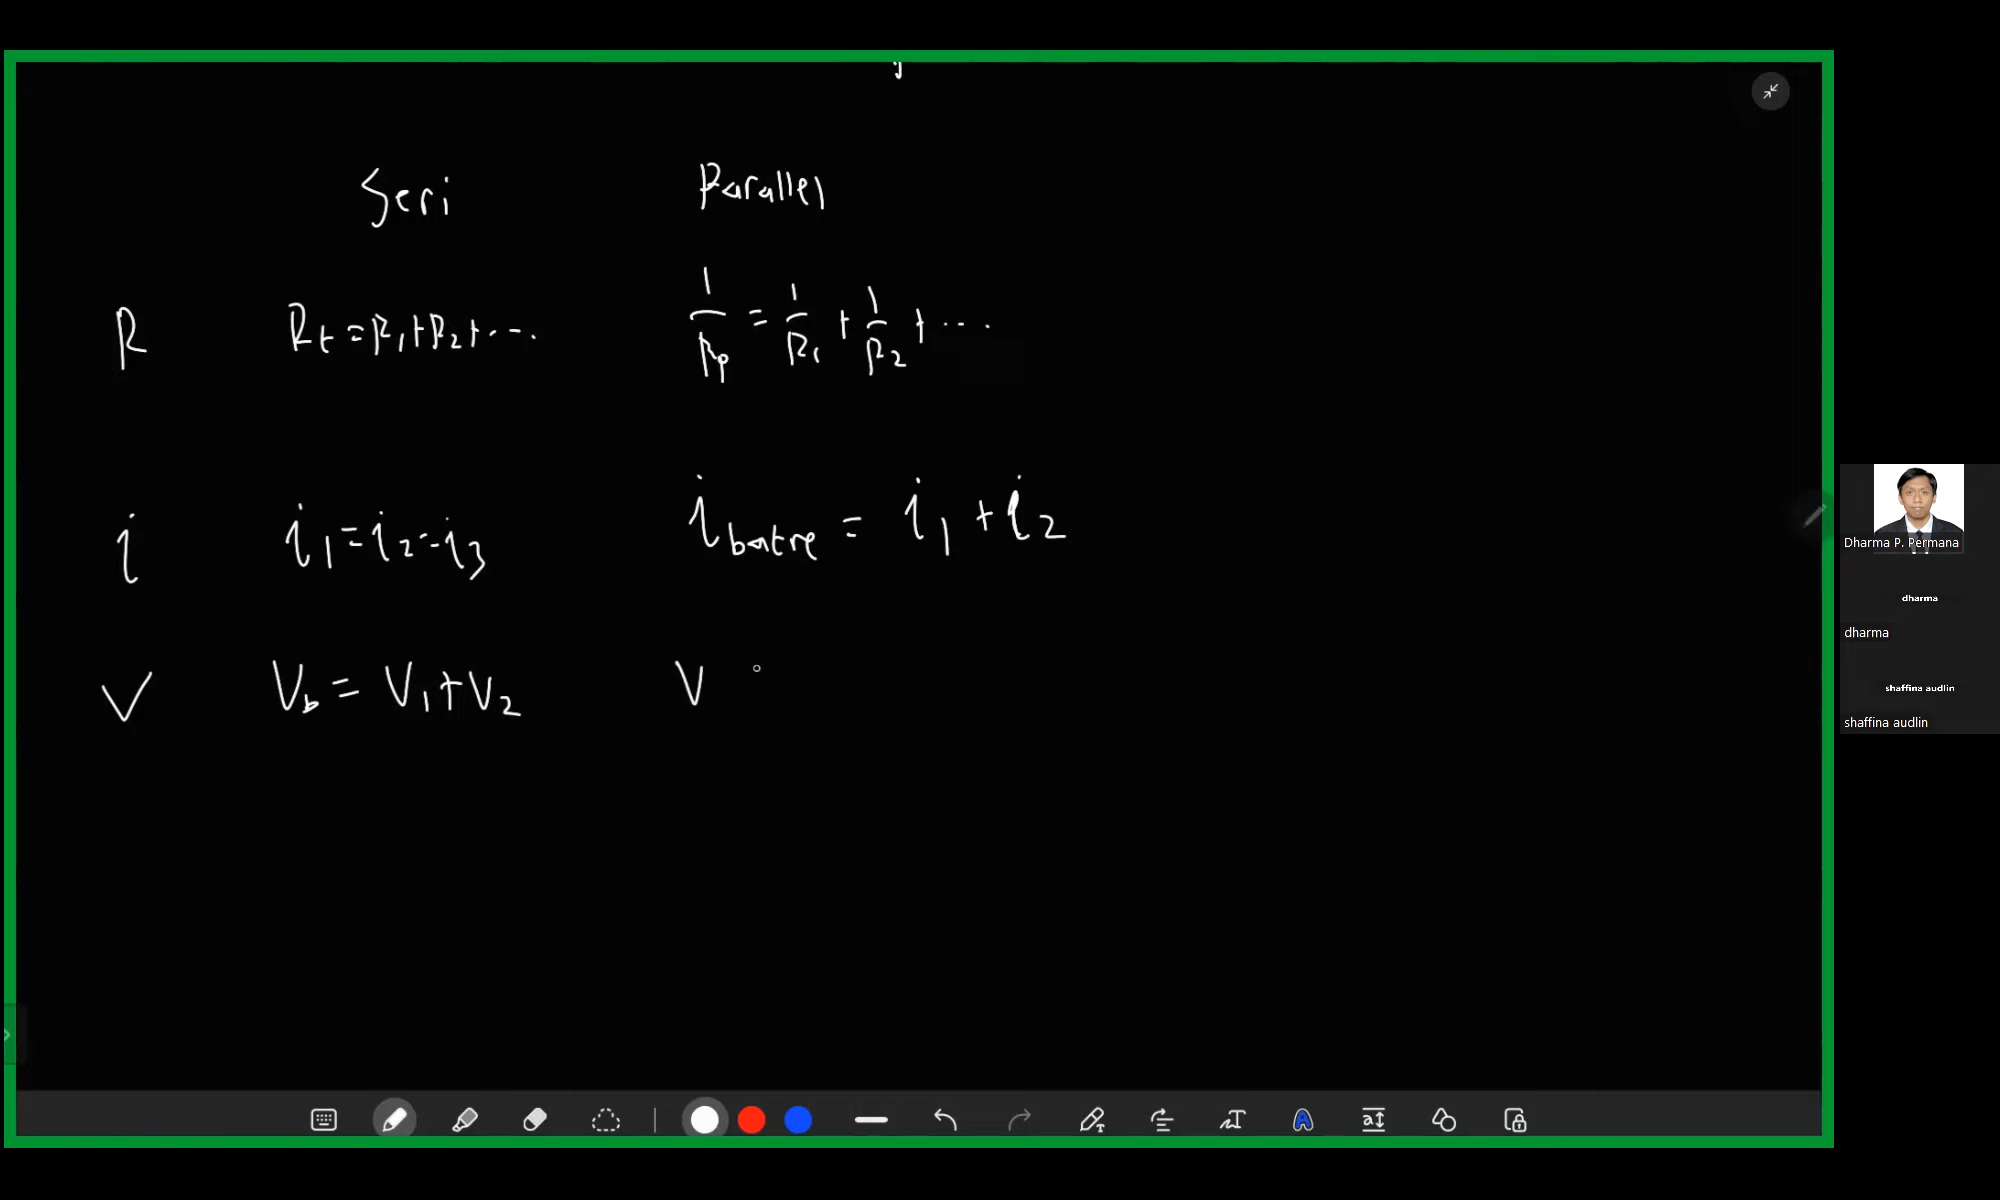 Seri Parallel
R Rt = R1 + R2 + ... 1/Rp = 1/R1 + 1/R2 + ...
i i1 = i2 = i3 ibatre = i1 + i2
V Vb = V1 + V2 V
Dharma P. Permana
dharma
dharma
shaffina audlin
shaffina audlin